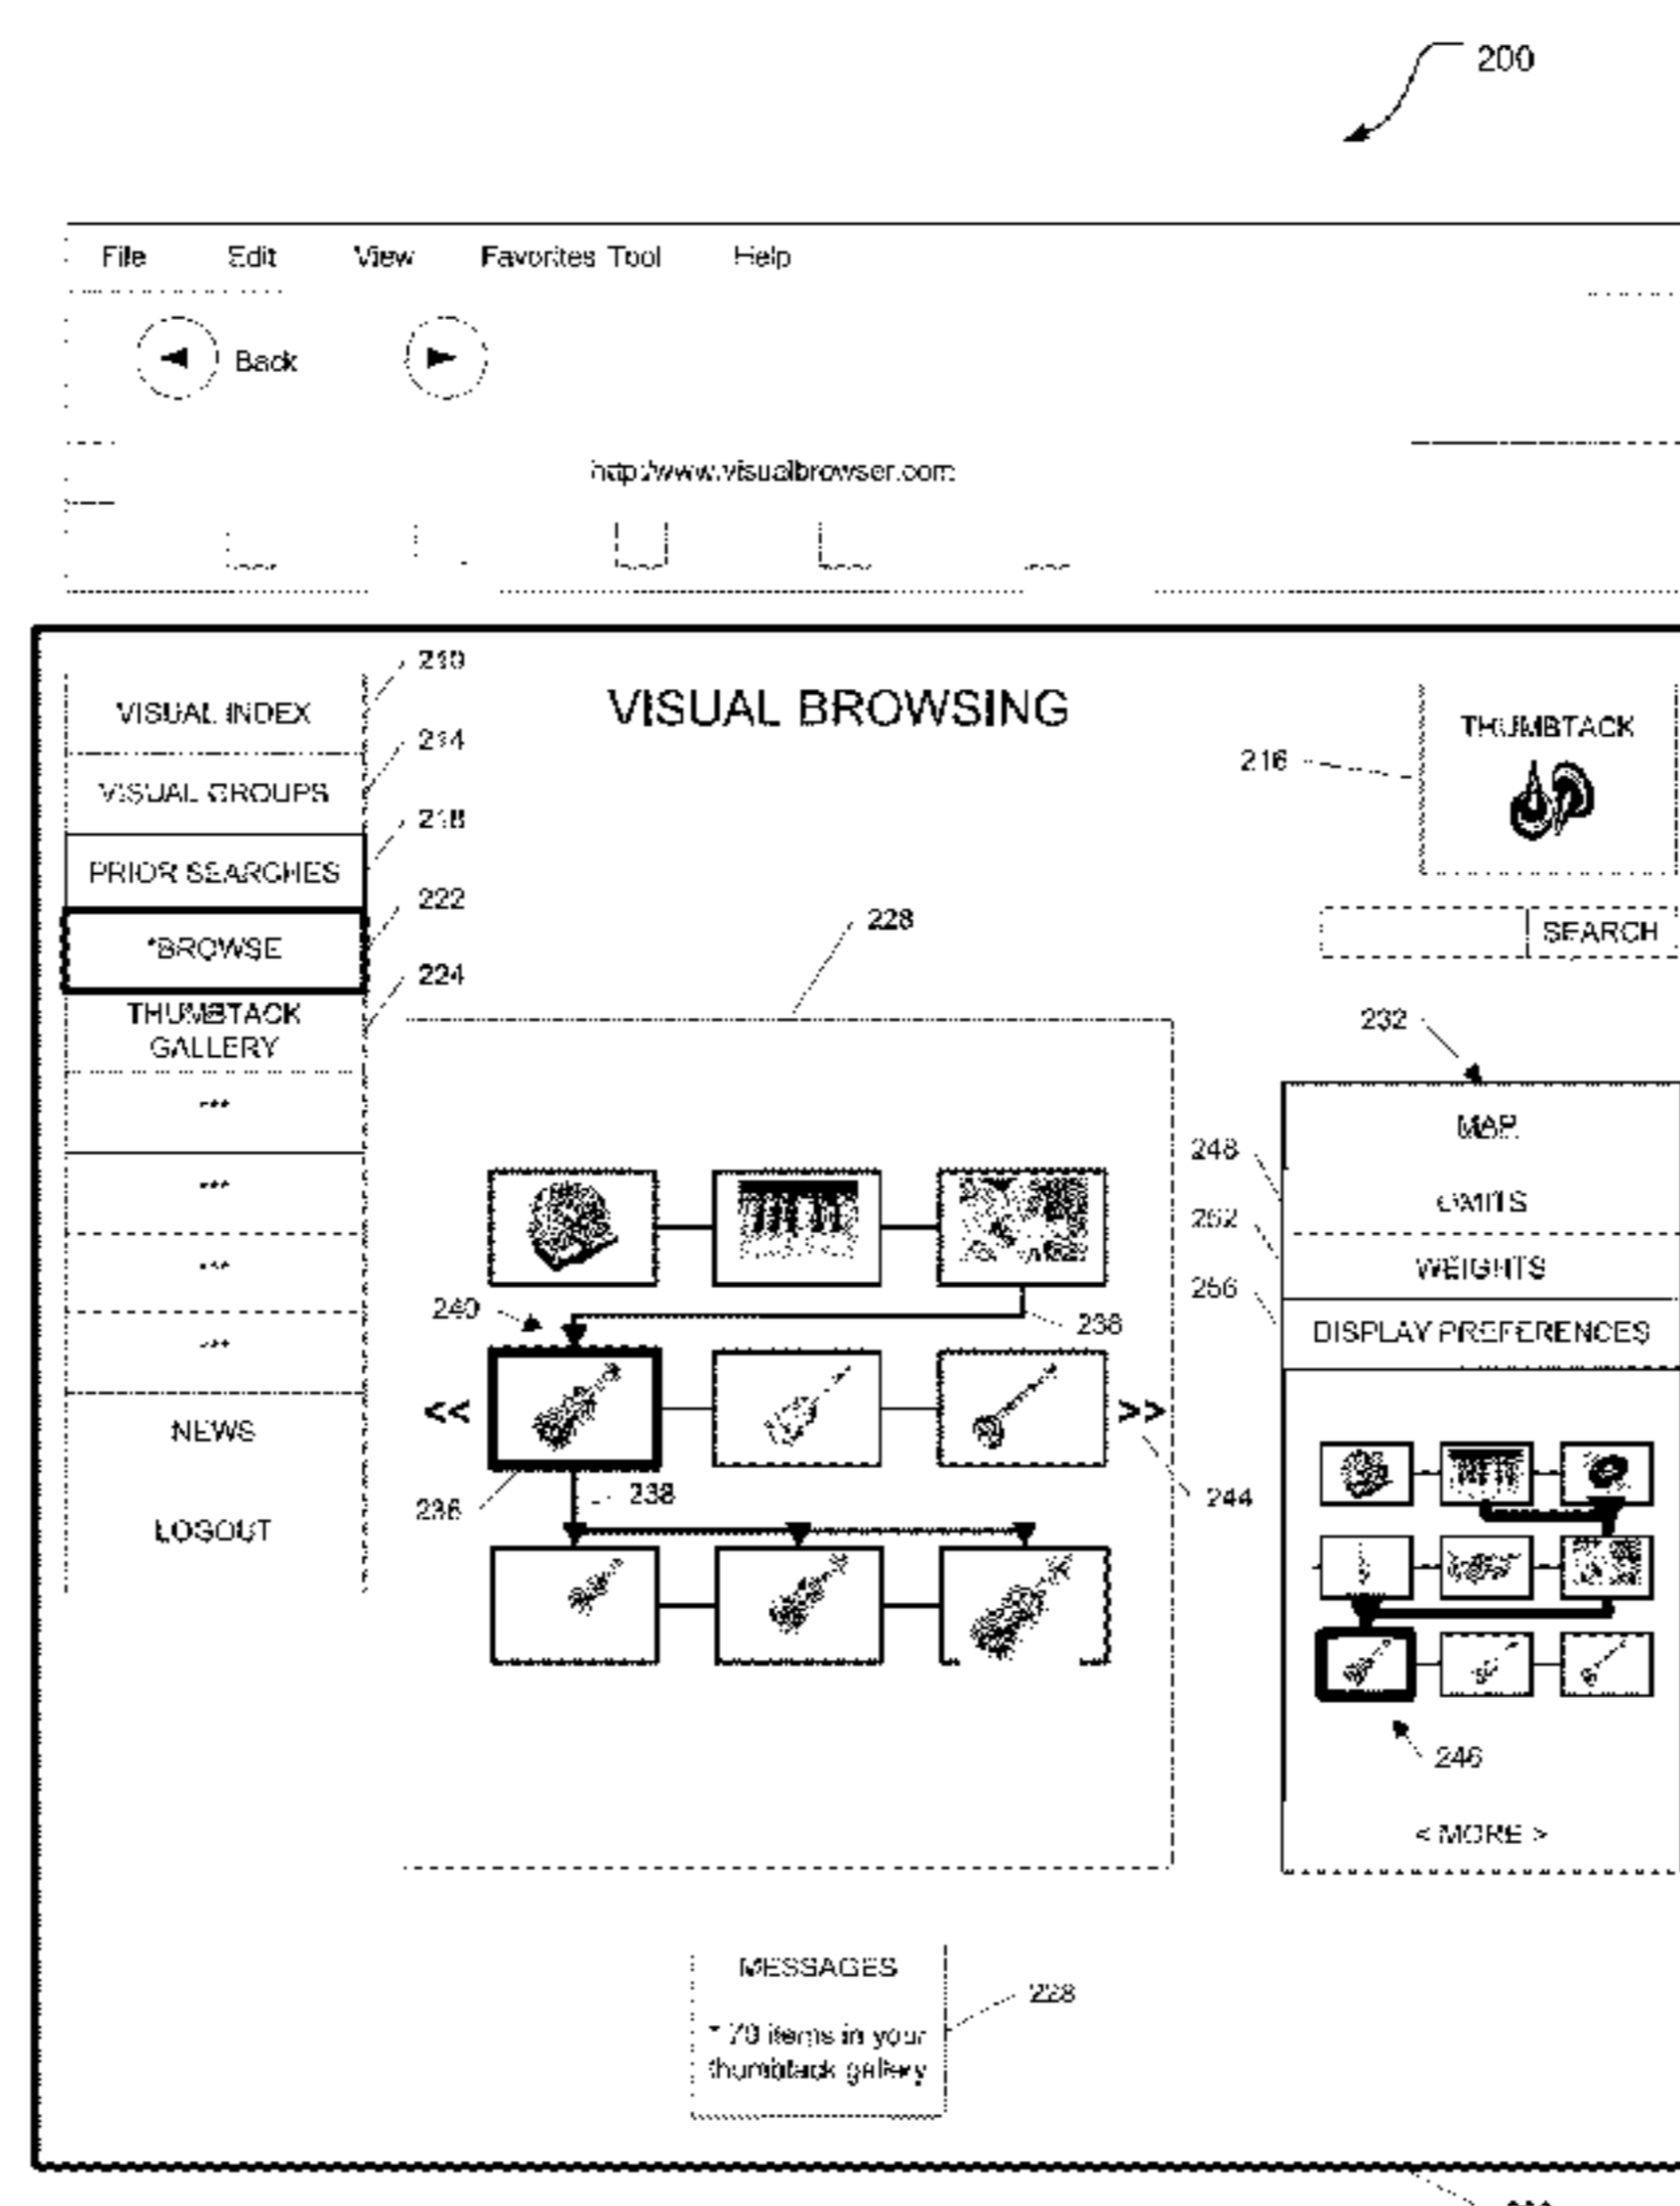 200
File Edit View Favorites Tool Help
Back
http://www.visualbrowser.com
210
VISUAL INDEX
VISUAL BROWSING
THUMBTACK
214
216
VISUAL GROUPS
218
PRIOR SEARCHES
222
228
SEARCH
*BROWSE
224
THUMBTACK
GALLERY
232
***
MAP
248
***
LIMITS
252
WEIGHTS
***
256
240
238
DISPLAY PREFERENCES
***
<<
>>
NEWS
236
238
244
LOGOUT
246
< MORE >
MESSAGES
228
* 70 items in your
thumbtack gallery